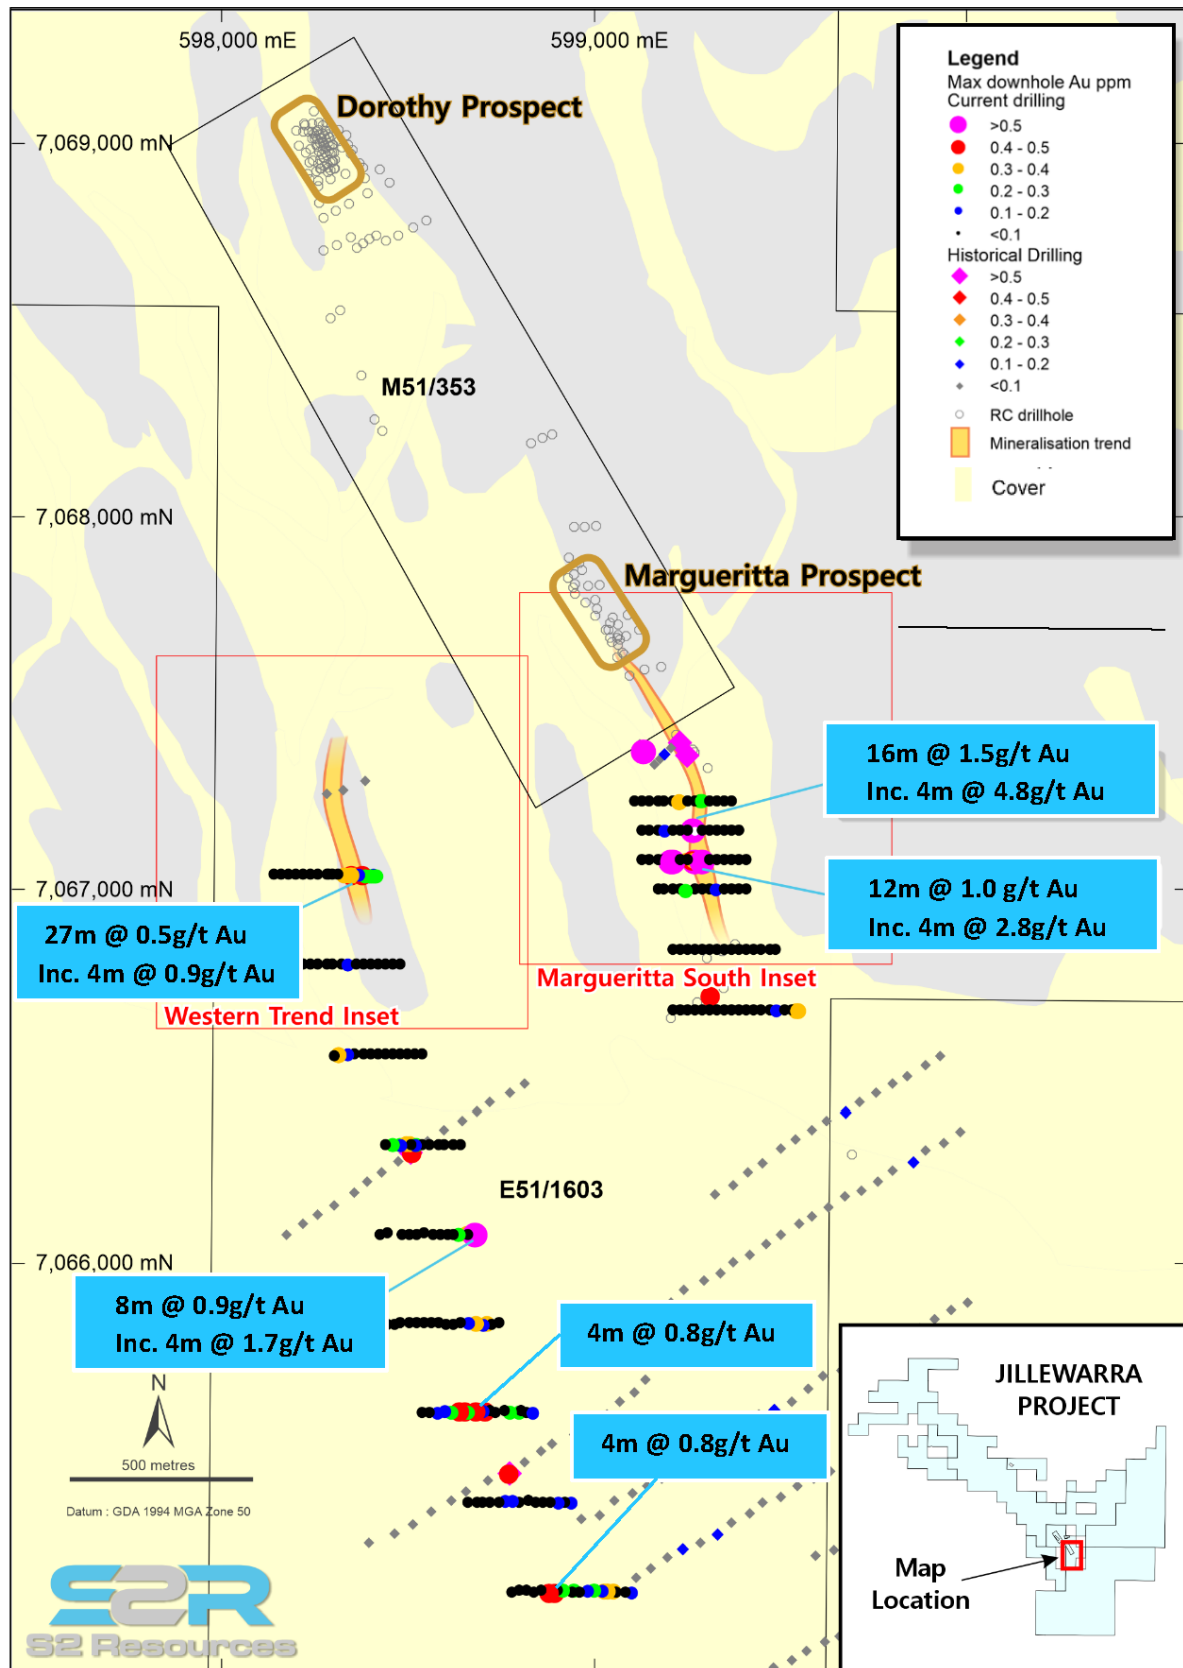 598,000 mE
599,000 mE
Dorothy Prospect
7,069,000 mN
M51/353
7,068,000 mN
Margueritta Prospect
Legend
Max downhole Au ppm
Current drilling
>0.5
0.4 - 0.5
0.3 - 0.4
0.2 - 0.3
0.1 - 0.2
<0.1
Historical Drilling
>0.5
0.4 - 0.5
0.3 - 0.4
0.2 - 0.3
0.1 - 0.2
<0.1
RC drillhole
Mineralisation trend
Cover
16m @ 1.5g/t Au
Inc. 4m @ 4.8g/t Au
7,067,000 mN
12m @ 1.0 g/t Au
Inc. 4m @ 2.8g/t Au
27m @ 0.5g/t Au
Inc. 4m @ 0.9g/t Au
Margueritta South Inset
Western Trend Inset
E51/1603
7,066,000 mN
8m @ 0.9g/t Au
Inc. 4m @ 1.7g/t Au
4m @ 0.8g/t Au
4m @ 0.8g/t Au
N
500 metres
Datum : GDA 1994 MGA Zone 50
S2R
S2 Resources
JILLEWARRA
PROJECT
Map
Location